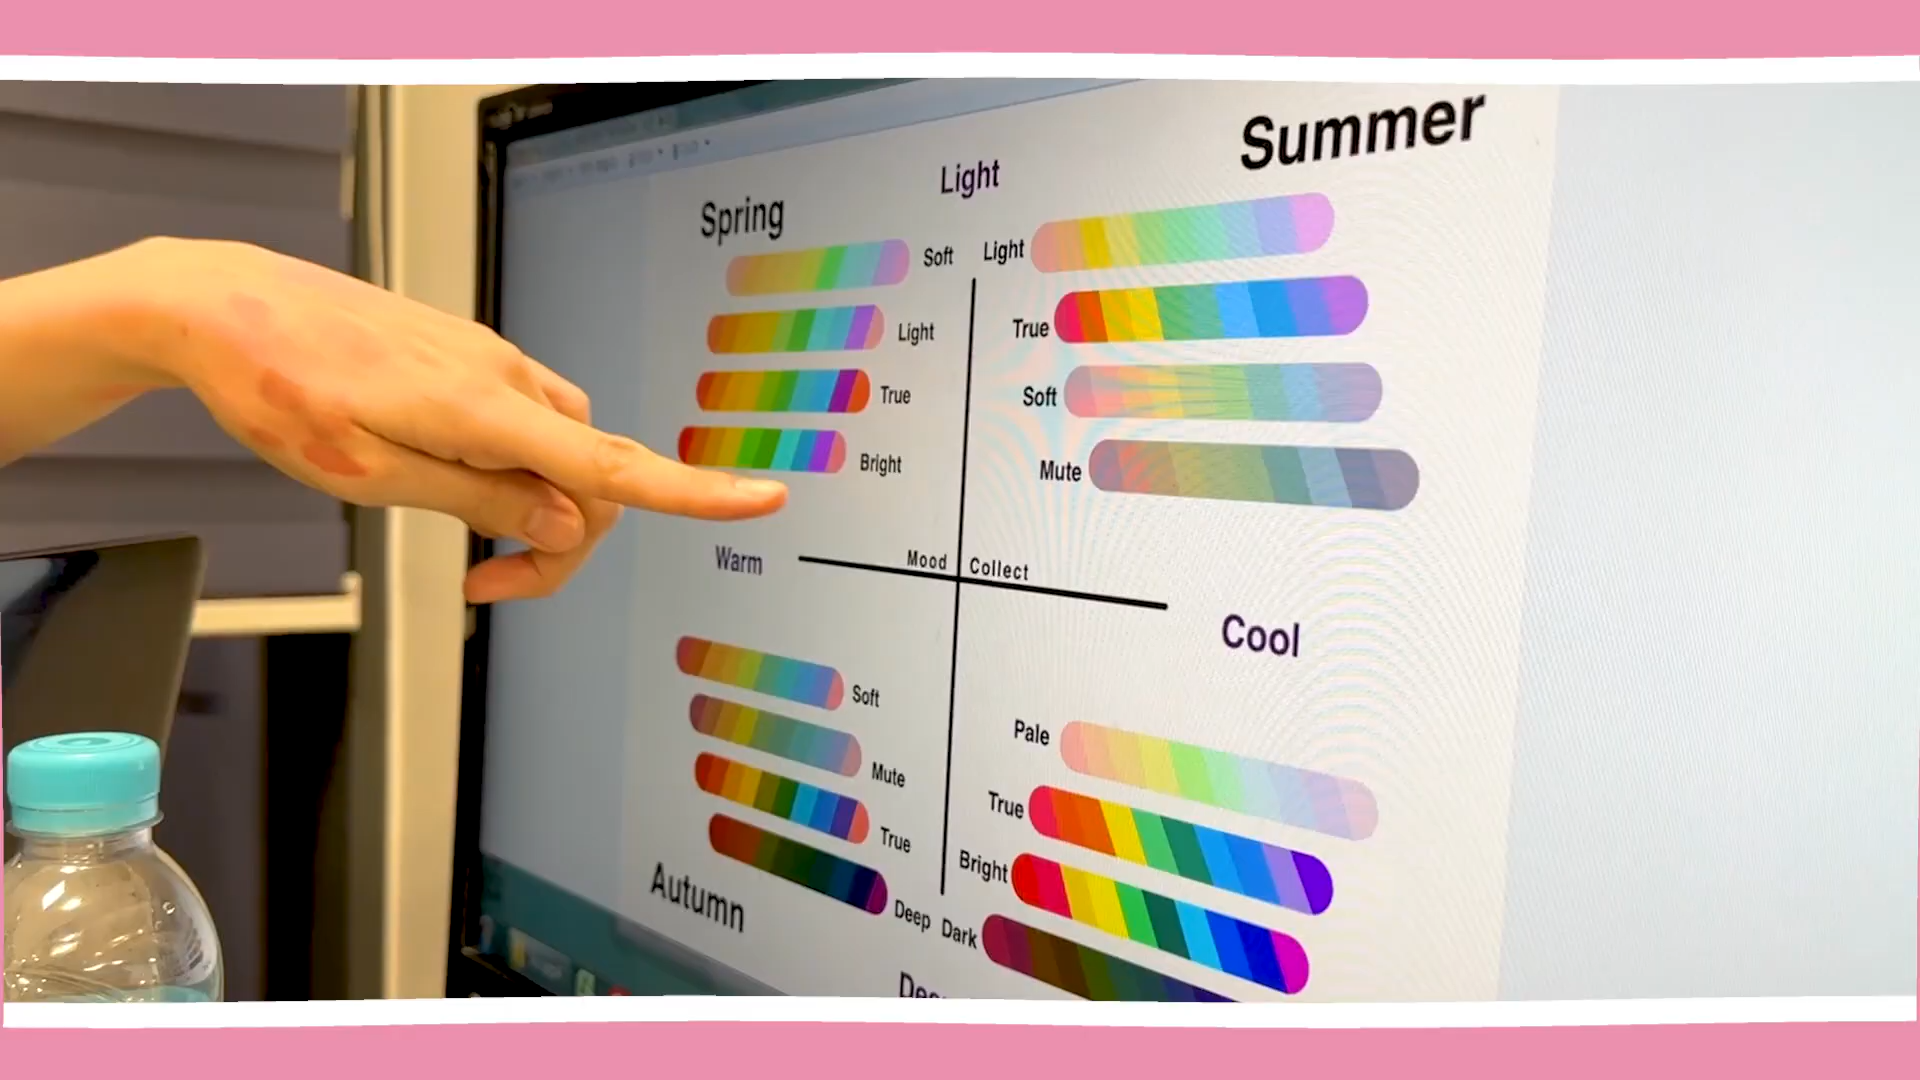 Summer
Light
Spring
Soft
Light
Light
True
True
Soft
Bright
Mute
Warm
Mood
Collect
Cool
Soft
Pale
Mute
True
True
Bright
Autumn
Deep
Dark